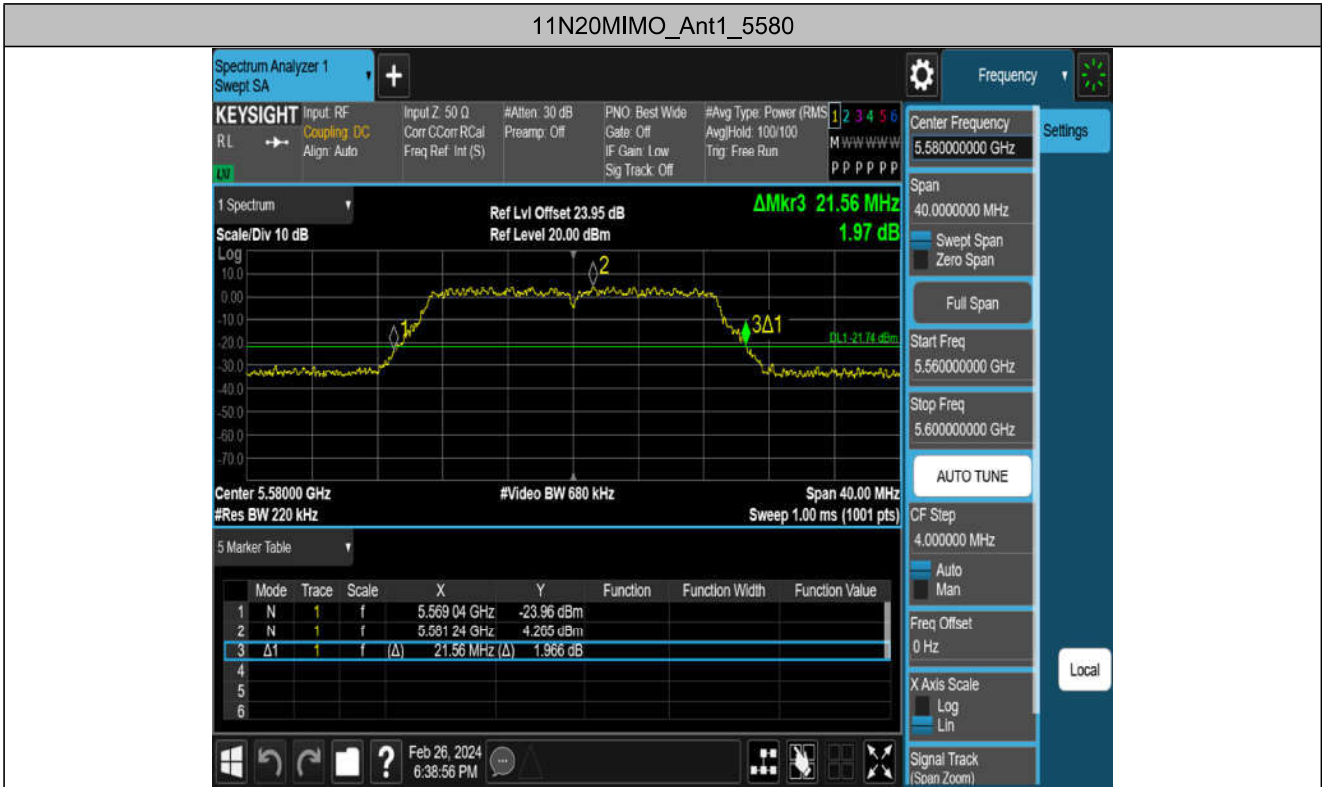 11N20MIMO_Ant1_5580
Spectrum Analyzer 1
Swept SA
+
Frequency
KEYSIGHT
RL
LXI
Input: RF
Coupling: DC
Align: Auto
Input Z: 50 Ω
Corr CCorr RCal
Freq Ref: Int (S)
#Atten: 30 dB
Preamp: Off
PNO: Best Wide
Gate: Off
IF Gain: Low
Sig Track: Off
#Avg Type: Power (RMS
Avg|Hold: 100/100
Trig: Free Run
1 2 3 4 5 6
M W W W W W
P P P P P P
1 Spectrum
Scale/Div 10 dB
Ref Lvl Offset 23.95 dB
Ref Level 20.00 dBm
ΔMkr3 21.56 MHz
1.97 dB
Log
10.0
0.00
-10.0
-20.0
-30.0
-40.0
-50.0
-60.0
-70.0
1
2
3Δ1
DL1 -21.74 dBm
Center 5.58000 GHz
#Video BW 680 kHz
Span 40.00 MHz
#Res BW 220 kHz
Sweep 1.00 ms (1001 pts)
5 Marker Table
Mode Trace Scale X Y Function Function Width Function Value
1 N 1 f 5.569 04 GHz -23.96 dBm
2 N 1 f 5.581 24 GHz 4.265 dBm
3 Δ1 1 f (Δ) 21.56 MHz (Δ) 1.966 dB
4
5
6
?
Feb 26, 2024
6:38:56 PM
Center Frequency
5.580000000 GHz
Settings
Span
40.0000000 MHz
Swept Span
Zero Span
Full Span
Start Freq
5.560000000 GHz
Stop Freq
5.600000000 GHz
AUTO TUNE
CF Step
4.000000 MHz
Auto
Man
Freq Offset
0 Hz
Local
X Axis Scale
Log
Lin
Signal Track
(Span Zoom)